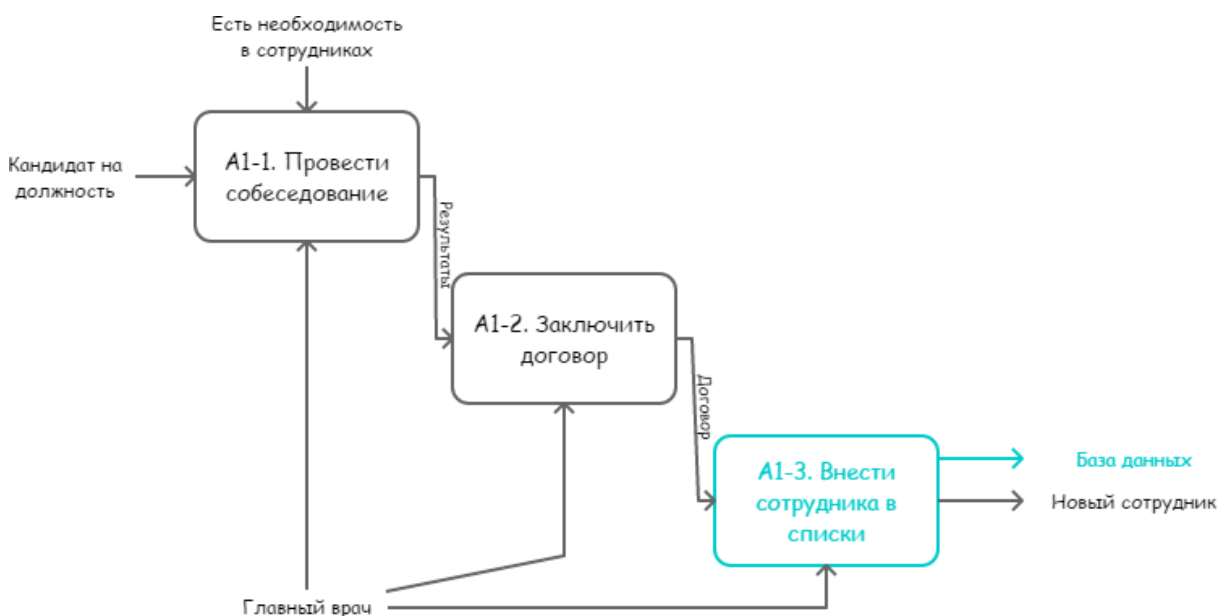 Есть необходимость
в сотрудниках
Кандидат на
должность
А1-1. Провести
собеседование
Результаты
А1-2. Заключить
договор
Договор
А1-3. Внести
сотрудника в
списки
База данных
Новый сотрудник
Главный врач